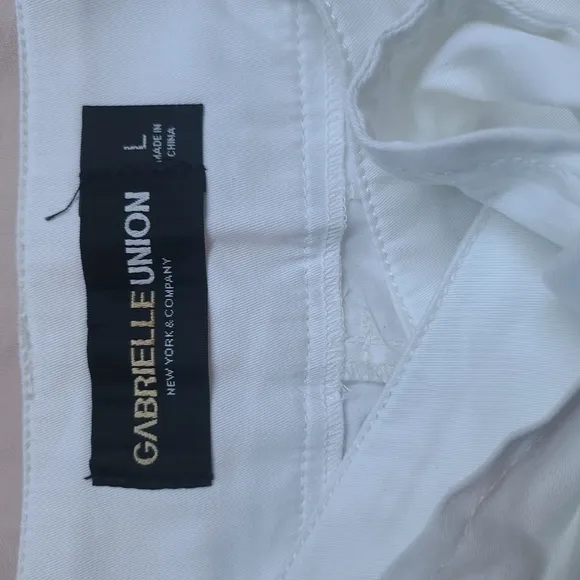 GABRIELLE UNION
NEW YORK & COMPANY
L
MADE IN
CHINA